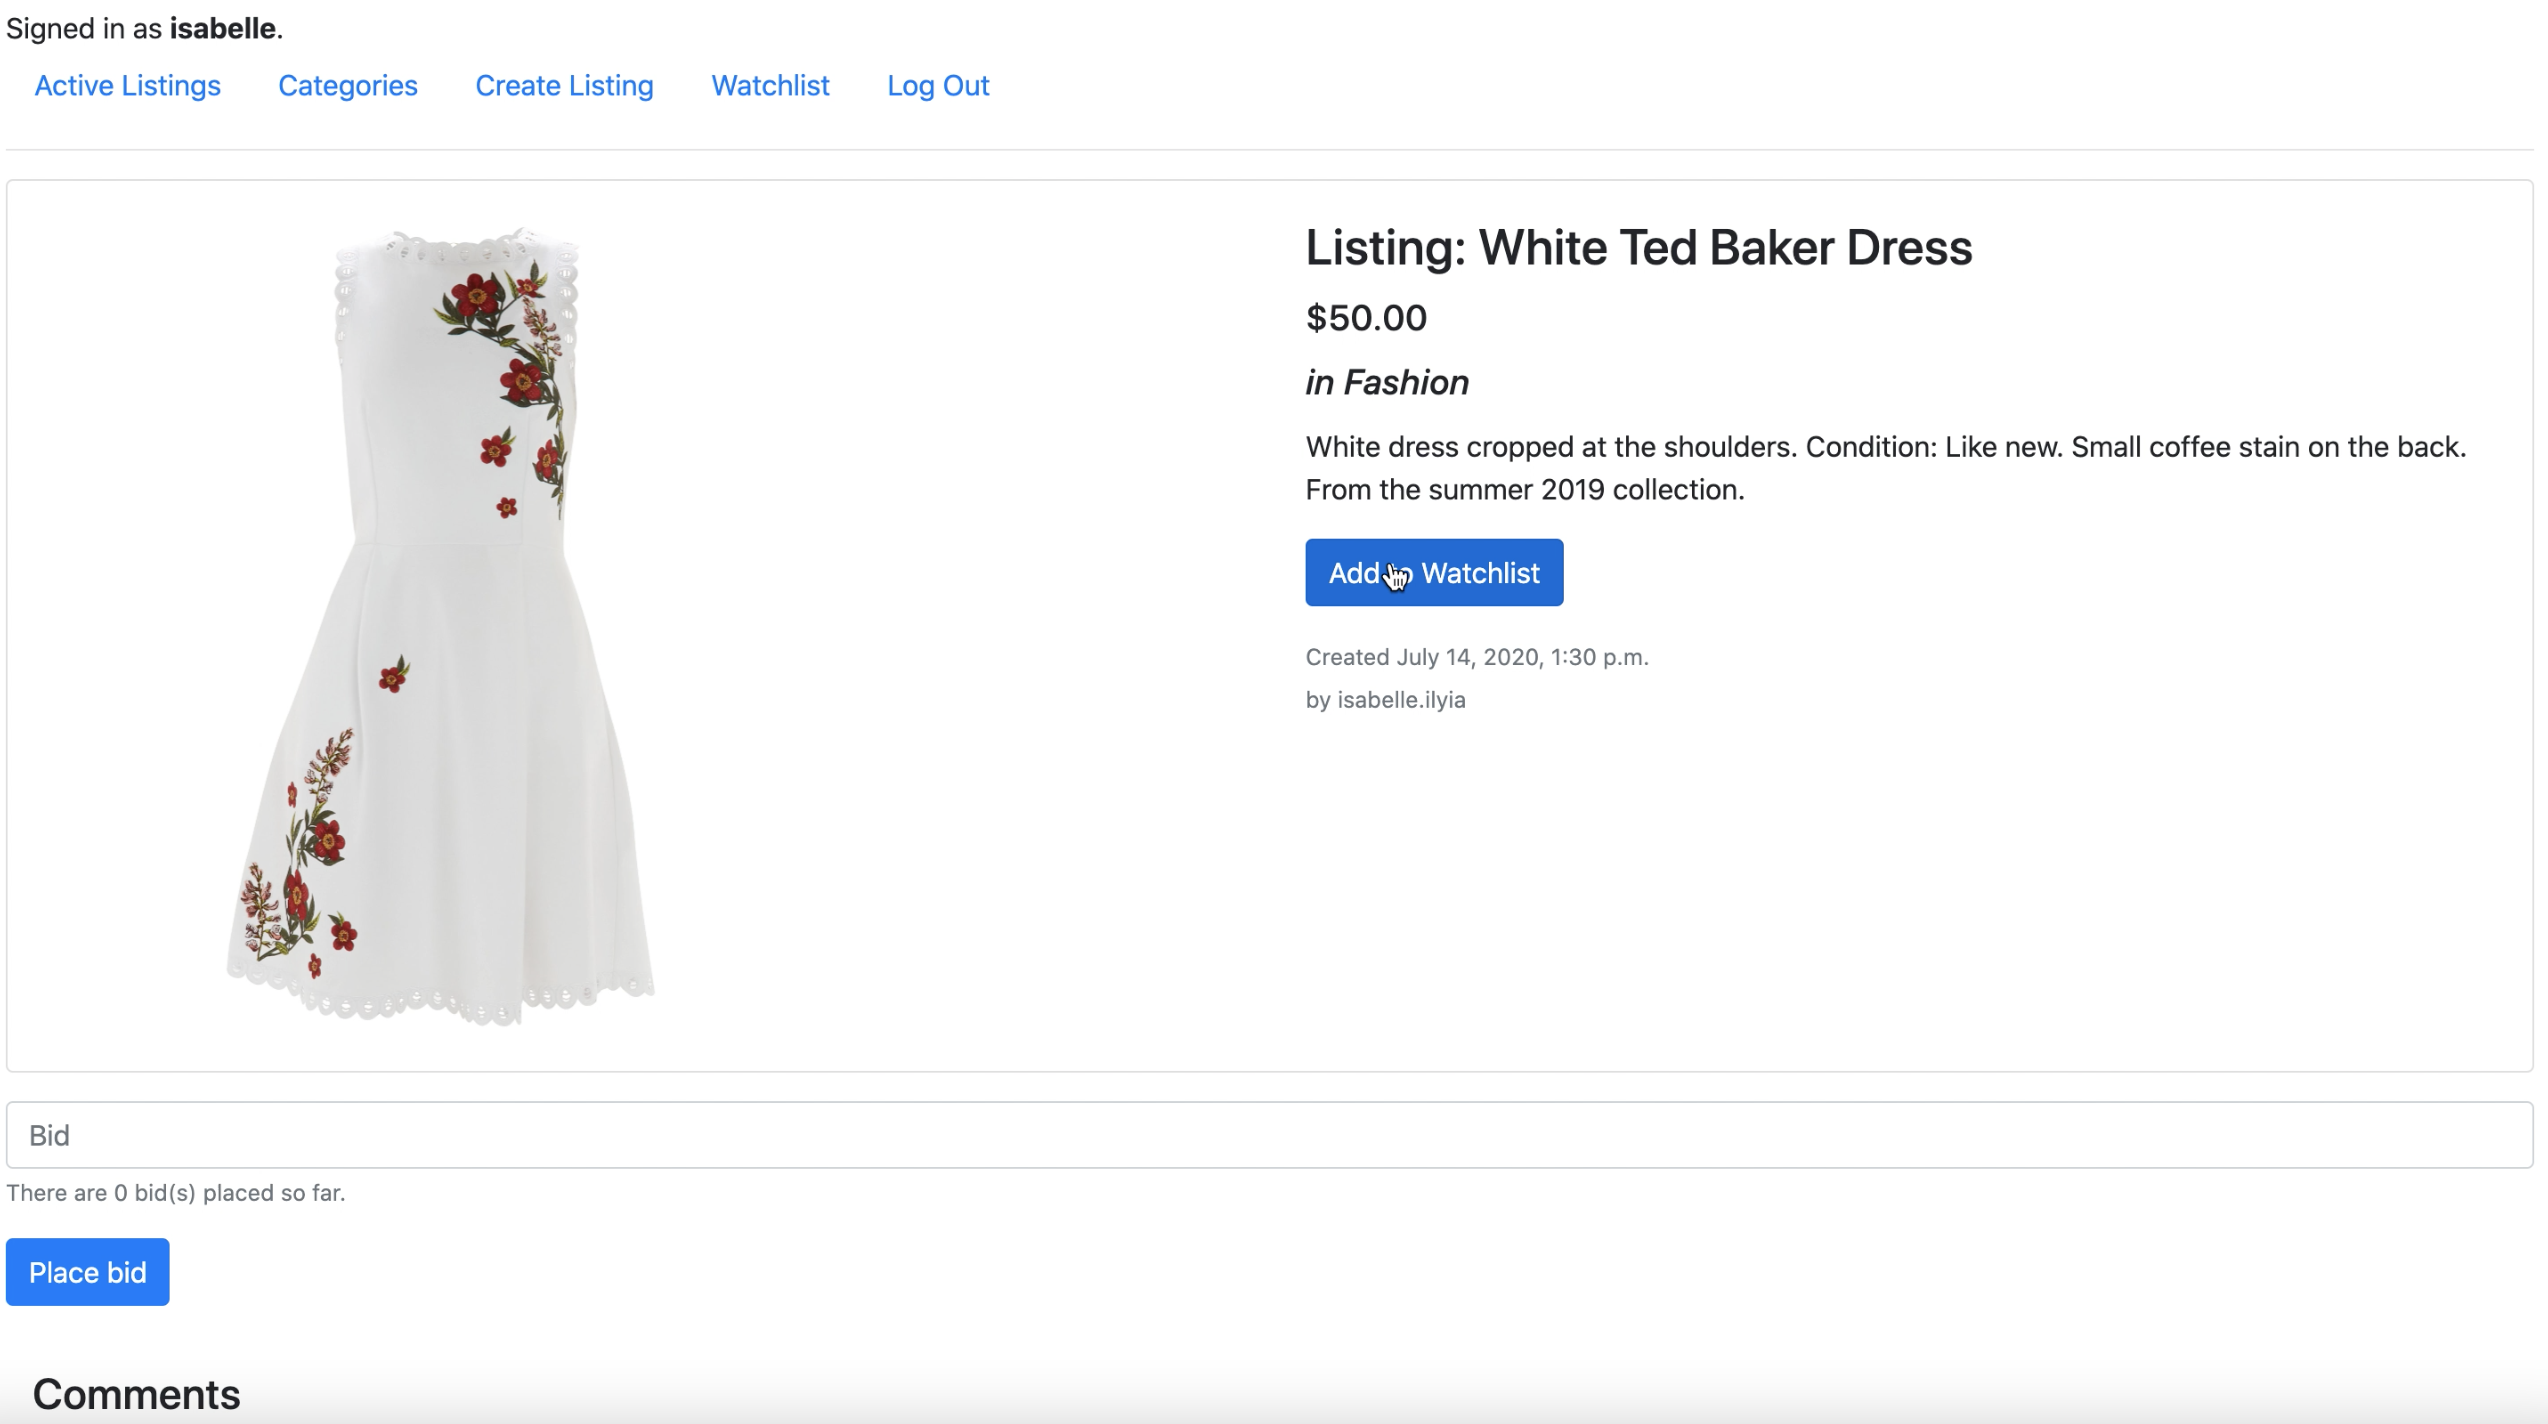 Signed in as isabelle.
Active Listings Categories Create Listing Watchlist Log Out
Listing: White Ted Baker Dress
$50.00
in Fashion
White dress cropped at the shoulders. Condition: Like new. Small coffee stain on the back.
From the summer 2019 collection.
Add to Watchlist
Created July 14, 2020, 1:30 p.m.
by isabelle.ilyia
Bid
There are 0 bid(s) placed so far.
Place bid
Comments